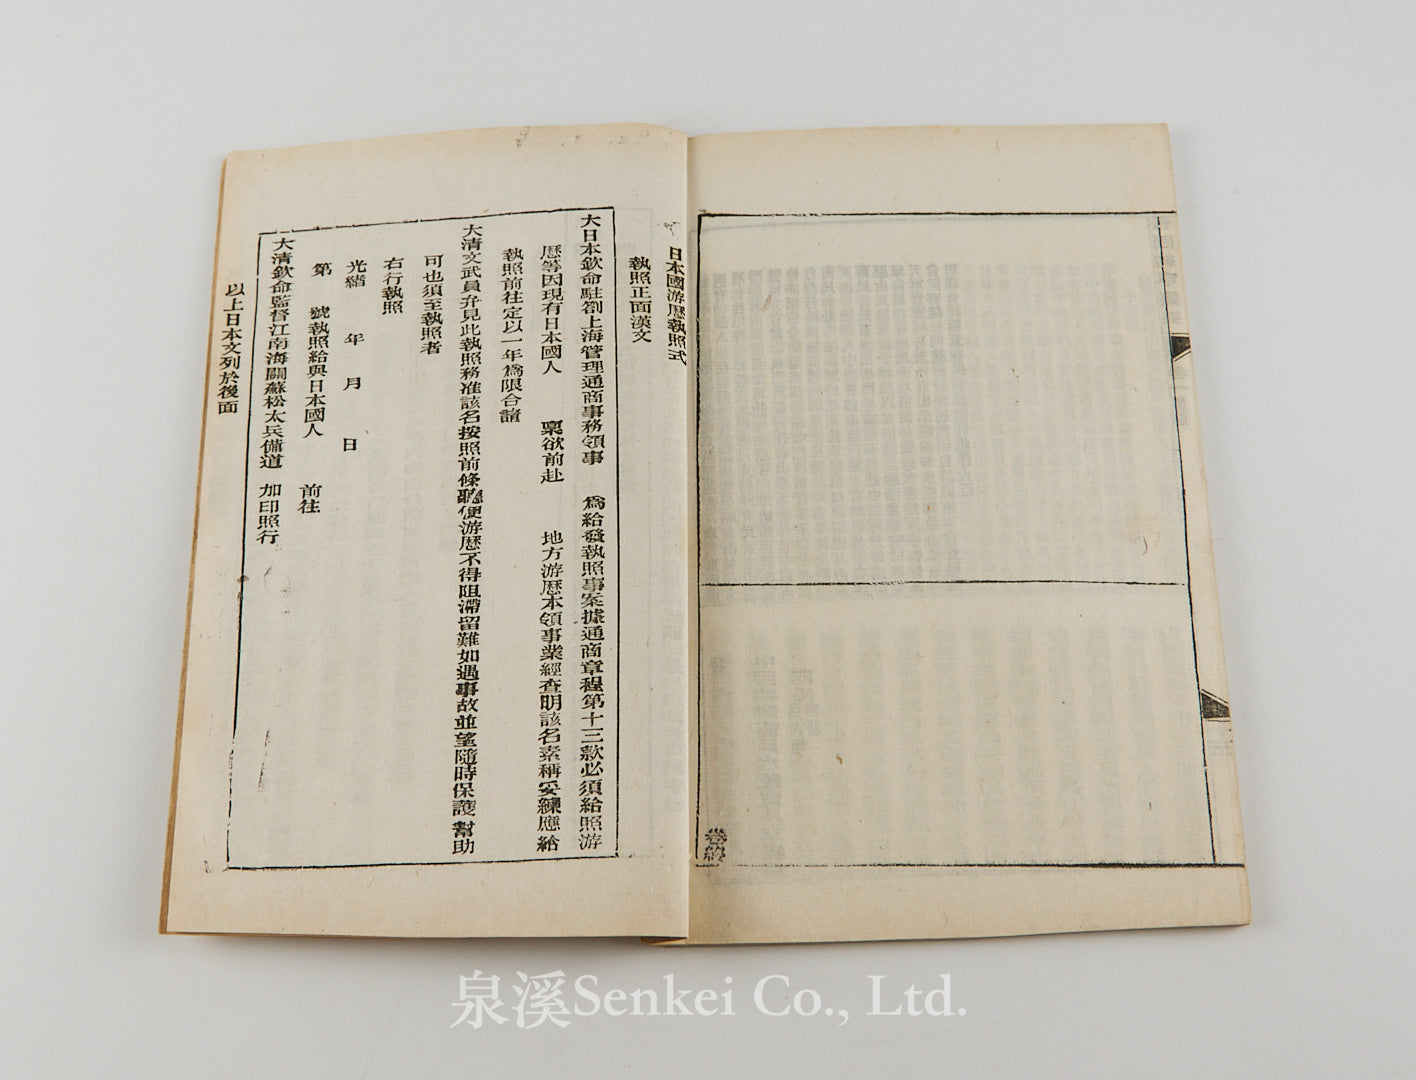 卷終
日本國游歷執照式
執照正面漢文
大日本欽命駐劄上海管理通商事務領事 爲給發執照事案據通商章程第十三款必須給照游
歷等因現有日本國人 稟欲前赴 地方游歷本領事業經查明該名素稱妥練應給
執照前往定以一年爲限合請
大清文武員弁見此執照務准該名按照前條聽便游歷不得阻滯留難如遇事故並望隨時保護幫助
可也須至執照者
右行執照
光緒 年 月 日
第 號執照給與日本國人 前往
大清欽命監督江南海關蘇松太兵備道 加印照行
以上日本文列於後面
泉溪Senkei Co., Ltd.